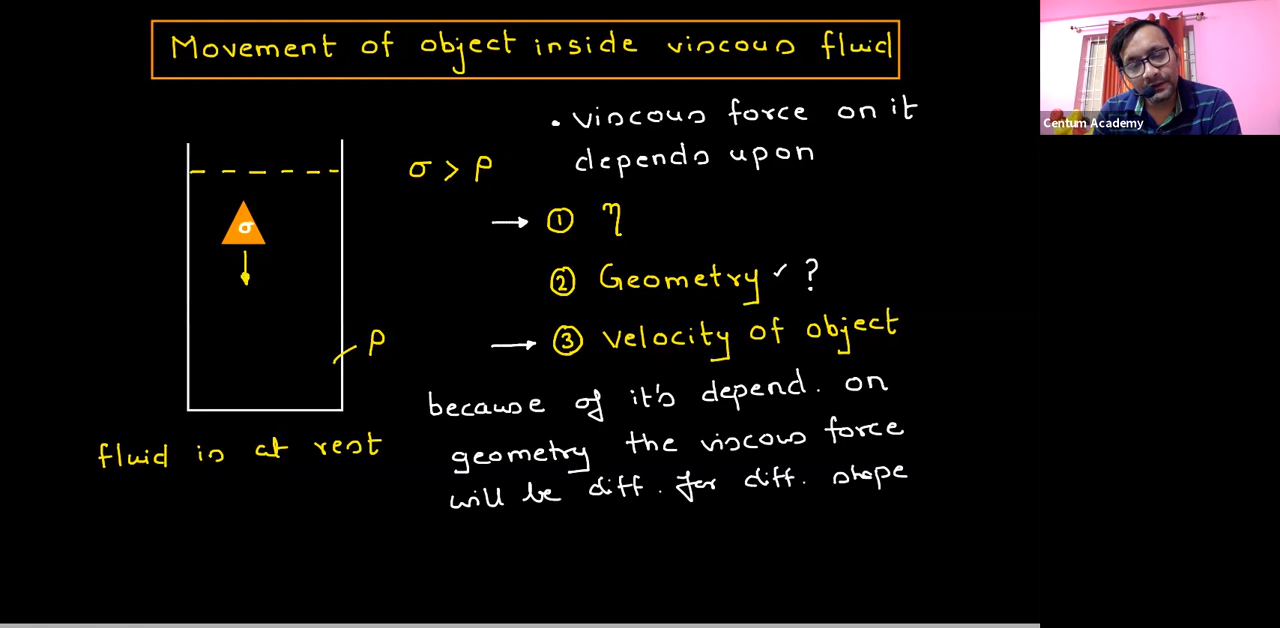 Movement of object inside viscous fluid
• viscous force on it
depends upon
σ > ρ
σ
→ ① η
② Geometry ✓ ?
→ ③ velocity of object
ρ
because of it's depend. on
geometry the viscous force
will be diff. for diff. shape
fluid is at rest
Centum Academy